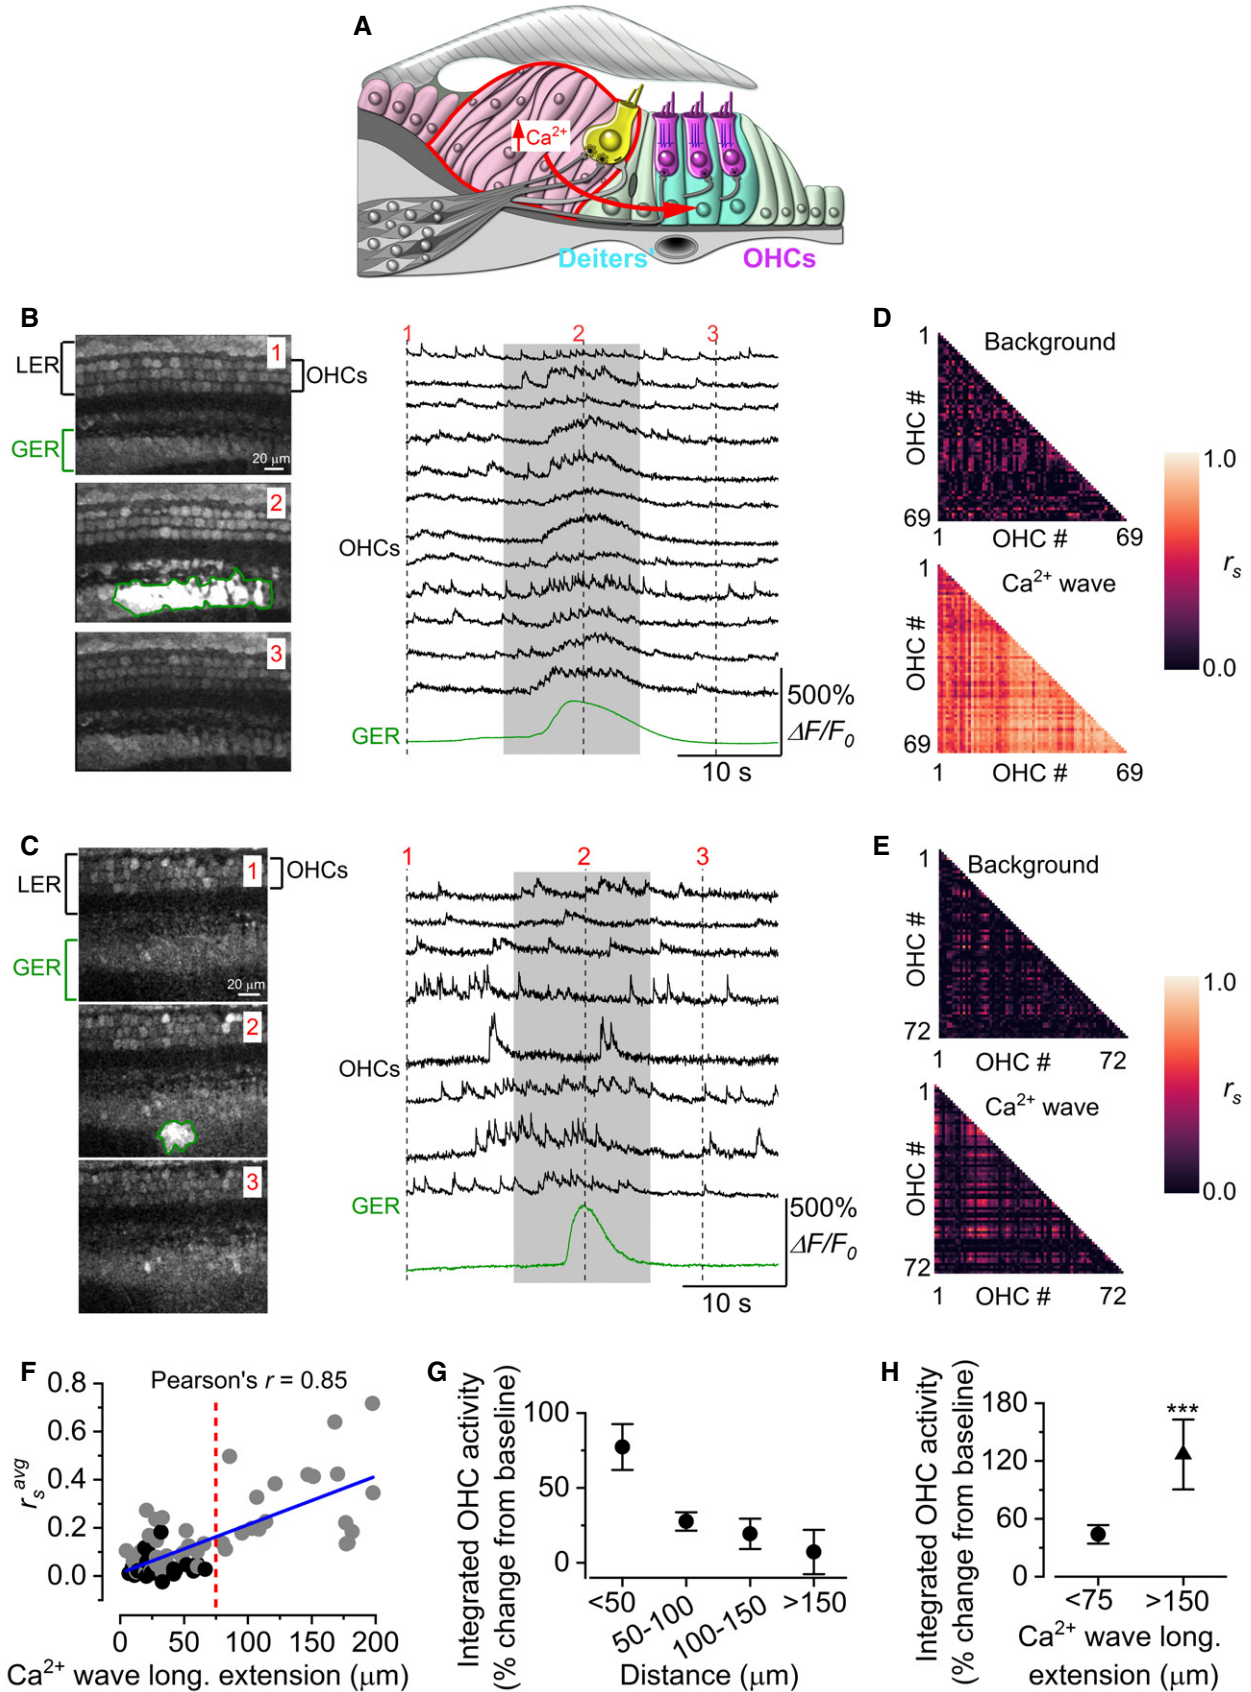 A
Ca2+
Deiters'
OHCs
B
LER
GER
1
OHCs
20 μm
2
3
1 2 3
OHCs
GER
500%
ΔF/F0
10 s
D
1
Background
OHC #
69
1 OHC # 69
1
Ca2+ wave
OHC #
69
1 OHC # 69
1.0
rs
0.0
C
LER
GER
1
OHCs
20 μm
2
3
1 2 3
OHCs
GER
500%
ΔF/F0
10 s
E
1
Background
OHC #
72
1 OHC # 72
1
Ca2+ wave
OHC #
72
1 OHC # 72
1.0
rs
0.0
F
Pearson's r = 0.85
rs avg
0.8
0.6
0.4
0.2
0.0
0 50 100 150 200
Ca2+ wave long. extension (μm)
G
Integrated OHC activity
(% change from baseline)
100
50
0
<50 50-100 100-150 >150
Distance (μm)
H
Integrated OHC activity
(% change from baseline)
180
120
60
0
***
<75 >150
Ca2+ wave long.
extension (μm)